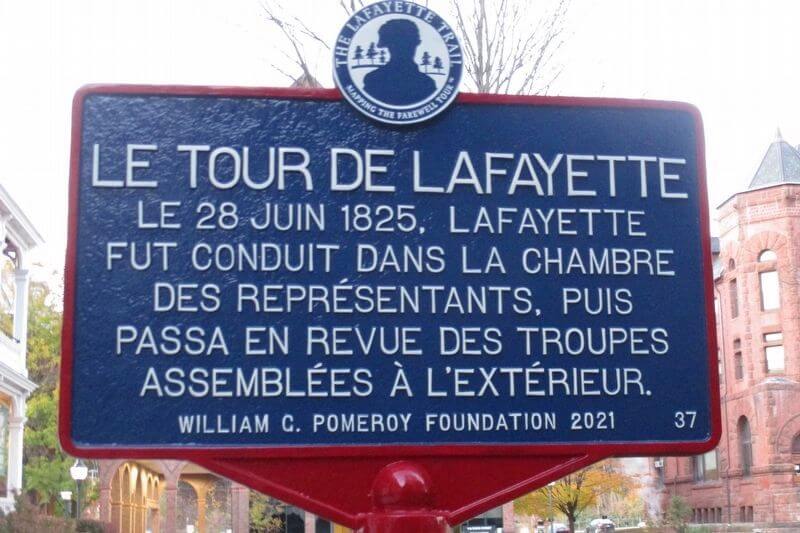 THE LAFAYETTE TRAIL
MAPPING THE FAREWELL TOUR
LE TOUR DE LAFAYETTE
LE 28 JUIN 1825, LAFAYETTE
FUT CONDUIT DANS LA CHAMBRE
DES REPRÉSENTANTS, PUIS
PASSA EN REVUE DES TROUPES
ASSEMBLÉES À L'EXTÉRIEUR.
WILLIAM G. POMEROY FOUNDATION 2021 37